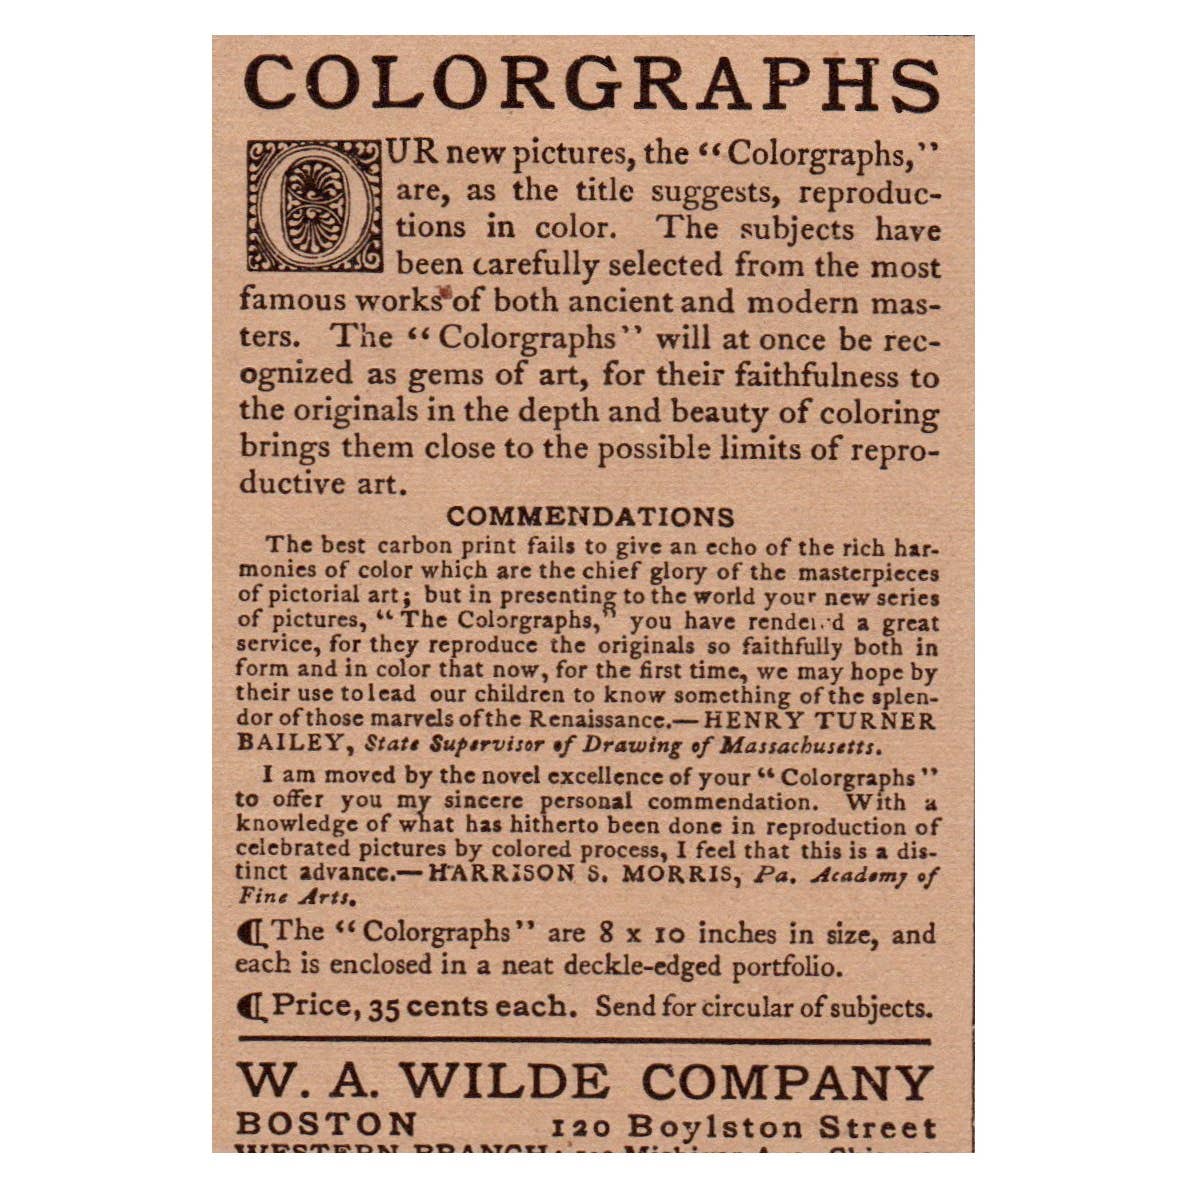 COLORGRAPHS
OUR new pictures, the “Colorgraphs,”
are, as the title suggests, reproduc-
tions in color. The subjects have
been carefully selected from the most
famous works of both ancient and modern mas-
ters. The “Colorgraphs” will at once be rec-
ognized as gems of art, for their faithfulness to
the originals in the depth and beauty of coloring
brings them close to the possible limits of repro-
ductive art.
COMMENDATIONS
The best carbon print fails to give an echo of the rich har-
monies of color which are the chief glory of the masterpieces
of pictorial art; but in presenting to the world your new series
of pictures, “The Colorgraphs,” you have rendered a great
service, for they reproduce the originals so faithfully both in
form and in color that now, for the first time, we may hope by
their use to lead our children to know something of the splen-
dor of those marvels of the Renaissance.—HENRY TURNER
BAILEY, State Supervisor of Drawing of Massachusetts.
I am moved by the novel excellence of your “Colorgraphs”
to offer you my sincere personal commendation. With a
knowledge of what has hitherto been done in reproduction of
celebrated pictures by colored process, I feel that this is a dis-
tinct advance.—HARRISON S. MORRIS, Pa. Academy of
Fine Arts.
¶ The “Colorgraphs” are 8 x 10 inches in size, and
each is enclosed in a neat deckle-edged portfolio.
¶ Price, 35 cents each. Send for circular of subjects.
W. A. WILDE COMPANY
BOSTON 120 Boylston Street
WESTERN BRANCH: